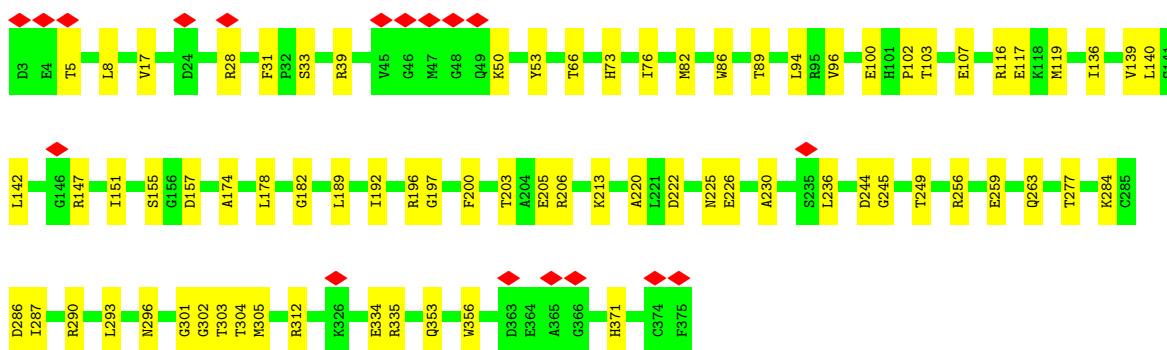 D3 E4 T5 L8 V17 D24 R28 F31 P32 S33 R39 V45 G46 M47 G48 Q49 K50 Y53 T66 H73 I76 M82 W86 T89 L94 R95 V96 E100 H101 P102 T103 E107 R116 E117 K118 M119 I136 V139 L140 S141
L142 G146 R147 I151 S155 G156 D157 A174 L178 G182 L189 I192 R196 G197 F200 T203 A204 E205 R206 K213 A220 L221 D222 N225 E226 A230 S235 L236 D244 G245 T249 R256 E259 Q263 T277 K284 C285
D286 I287 R290 L293 N296 G301 G302 T303 T304 M305 R312 K326 E334 R335 Q353 W356 D363 E364 A365 G366 H371 C374 F375